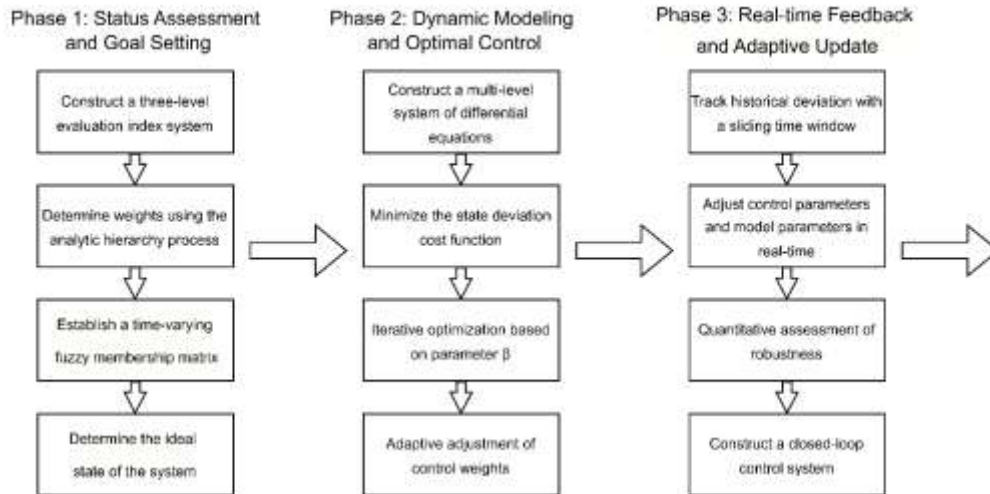 Phase 1: Status Assessment
and Goal Setting
Construct a three-level
evaluation index system
Determine weights using the
analytic hierarchy process
Establish a time-varying
fuzzy membership matrix
Determine the ideal
state of the system
Phase 2: Dynamic Modeling
and Optimal Control
Construct a multi-level
system of differential
equations
Minimize the state deviation
cost function
Iterative optimization based
on parameter β
Adaptive adjustment of
control weights
Phase 3: Real-time Feedback
and Adaptive Update
Track historical deviation with
a sliding time window
Adjust control parameters
and model parameters in
real-time
Quantitative assessment of
robustness
Construct a closed-loop
control system